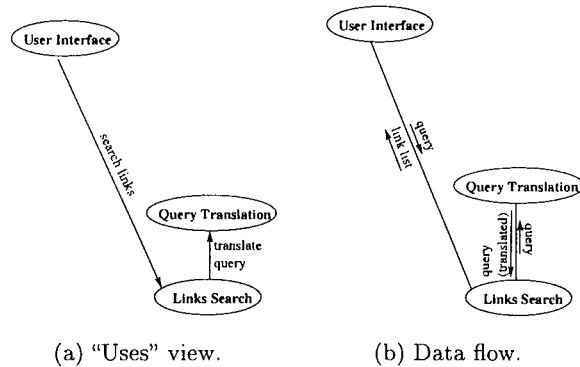 User Interface
search links
Query Translation
translate
query
Links Search
(a) "Uses" view.
User Interface
query
link list
Query Translation
query
(translated)
query
Links Search
(b) Data flow.